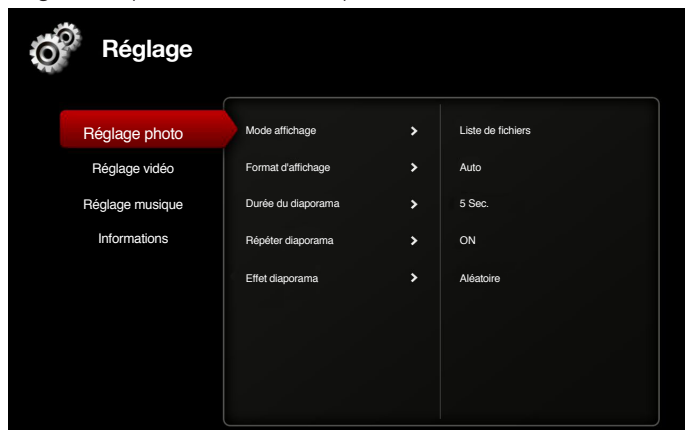 Réglage
Réglage photo
Réglage vidéo
Réglage musique
Informations
Mode affichage > Liste de fichiers
Format d'affichage > Auto
Durée du diaporama > 5 Sec.
Répéter diaporama > ON
Effet diaporama > Aléatoire